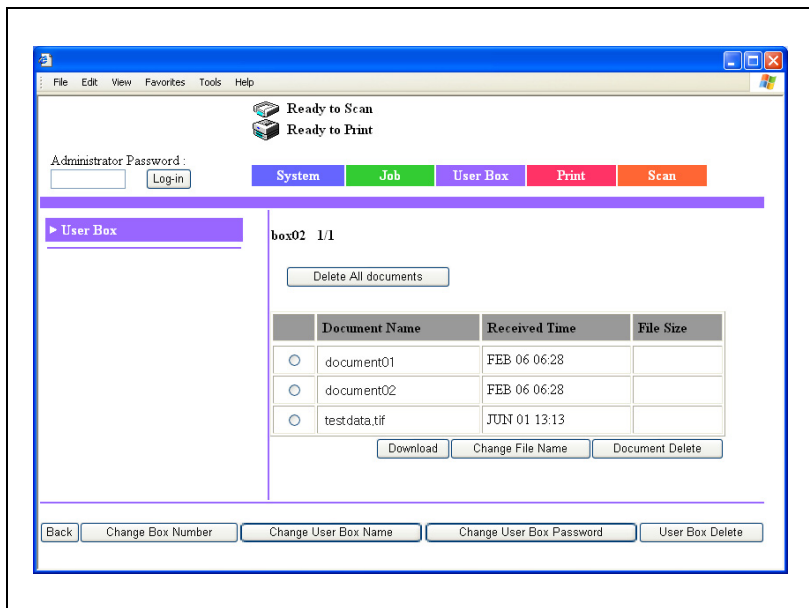 File Edit View Favorites Tools Help
Ready to Scan
Ready to Print
Administrator Password :
Log-in
System Job User Box Print Scan
User Box
box02 1/1
Delete All documents
Document Name Received Time File Size
document01 FEB 06 06:28
document02 FEB 06 06:28
testdata,tif JUN 01 13:13
Download Change File Name Document Delete
Back Change Box Number Change User Box Name Change User Box Password User Box Delete